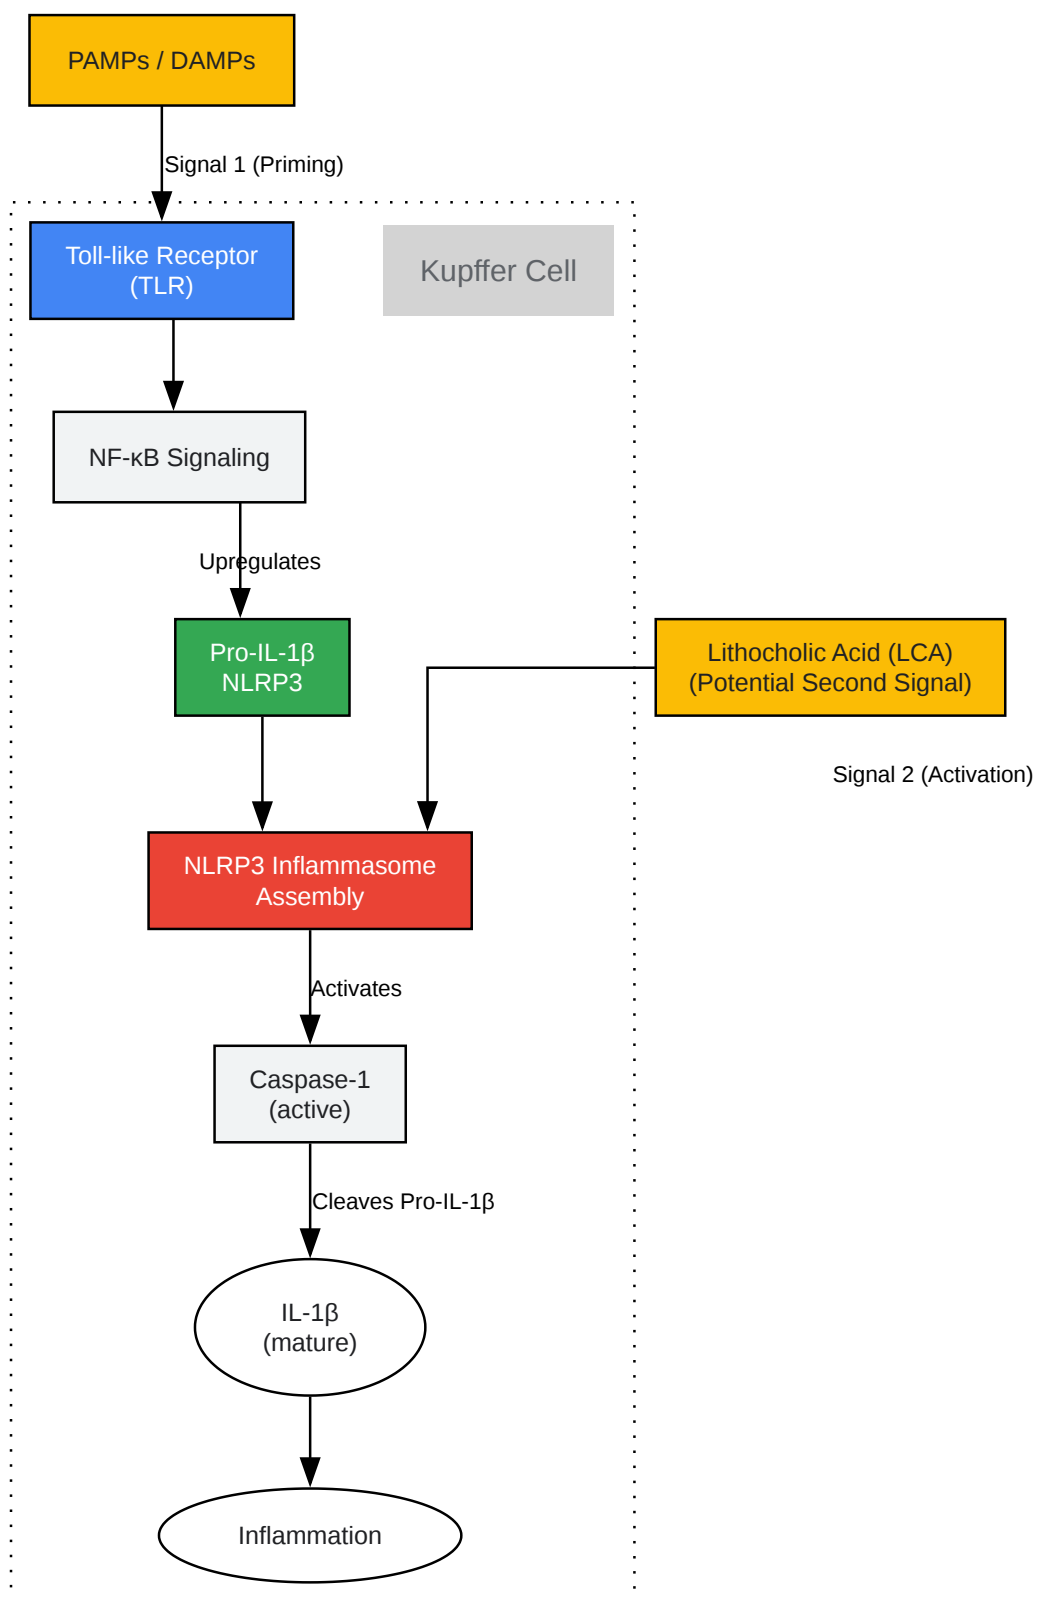 PAMPs / DAMPs
Signal 1 (Priming)
Toll-like Receptor
(TLR)
Kupffer Cell
NF-κB Signaling
Upregulates
Pro-IL-1β
NLRP3
Lithocholic Acid (LCA)
(Potential Second Signal)
Signal 2 (Activation)
NLRP3 Inflammasome
Assembly
Activates
Caspase-1
(active)
Cleaves Pro-IL-1β
IL-1β
(mature)
Inflammation